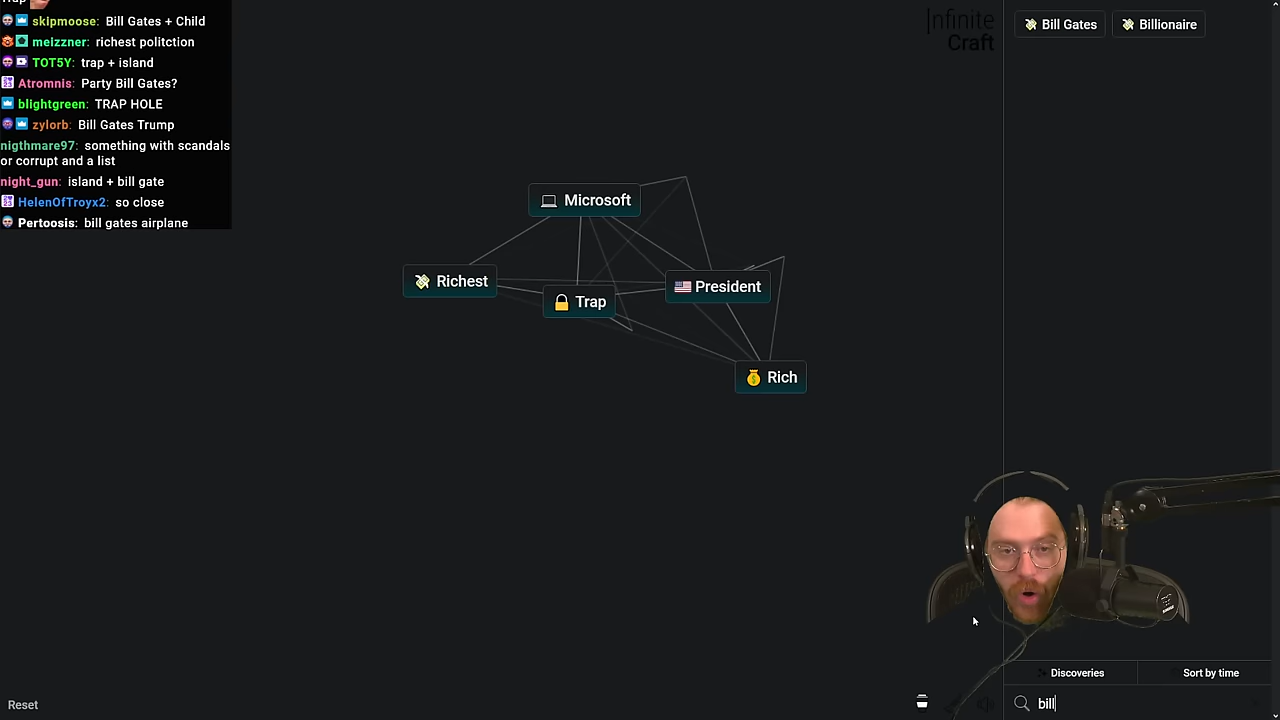 Trap
skipmoose: Bill Gates + Child
meizzner: richest politction
TOT5Y: trap + island
Atromnis: Party Bill Gates?
blightgreen: TRAP HOLE
zylorb: Bill Gates Trump
nigthmare97: something with scandals
or corrupt and a list
night_gun: island + bill gate
HelenOfTroyx2: so close
Pertoosis: bill gates airplane
Infinite
Craft
Bill Gates
Billionaire
Microsoft
Richest
Trap
President
Rich
Discoveries
Sort by time
bill
Reset